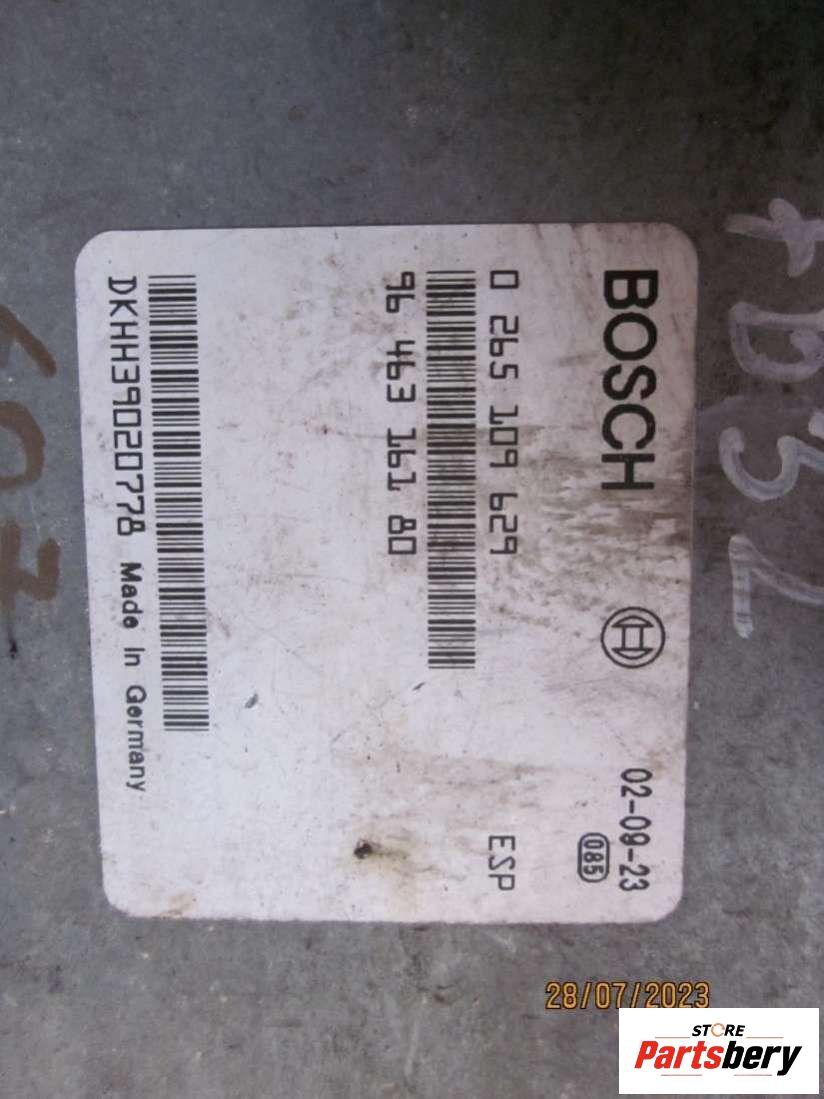 BOSCH
02-09-23
085
0 265 109 629
ESP
96 463 161 80
DKHH39020778 Made In Germany
607
28/07/2023
STORE
Partsbery